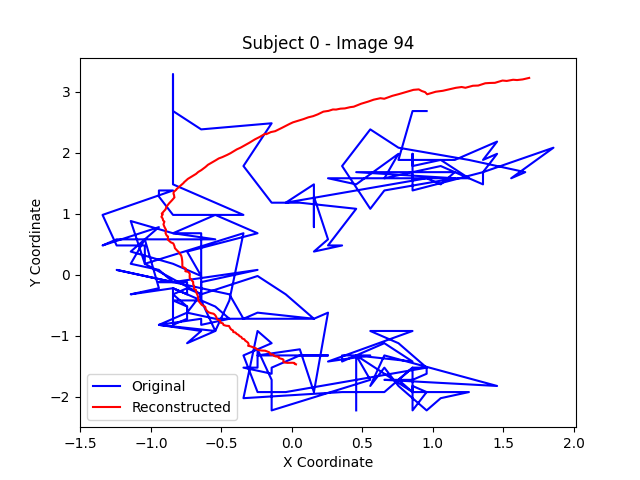 Subject 0 - Image 94
Y Coordinate
3
2
1
0
−1
−2
Original
Reconstructed
−1.5 −1.0 −0.5 0.0 0.5 1.0 1.5 2.0
X Coordinate